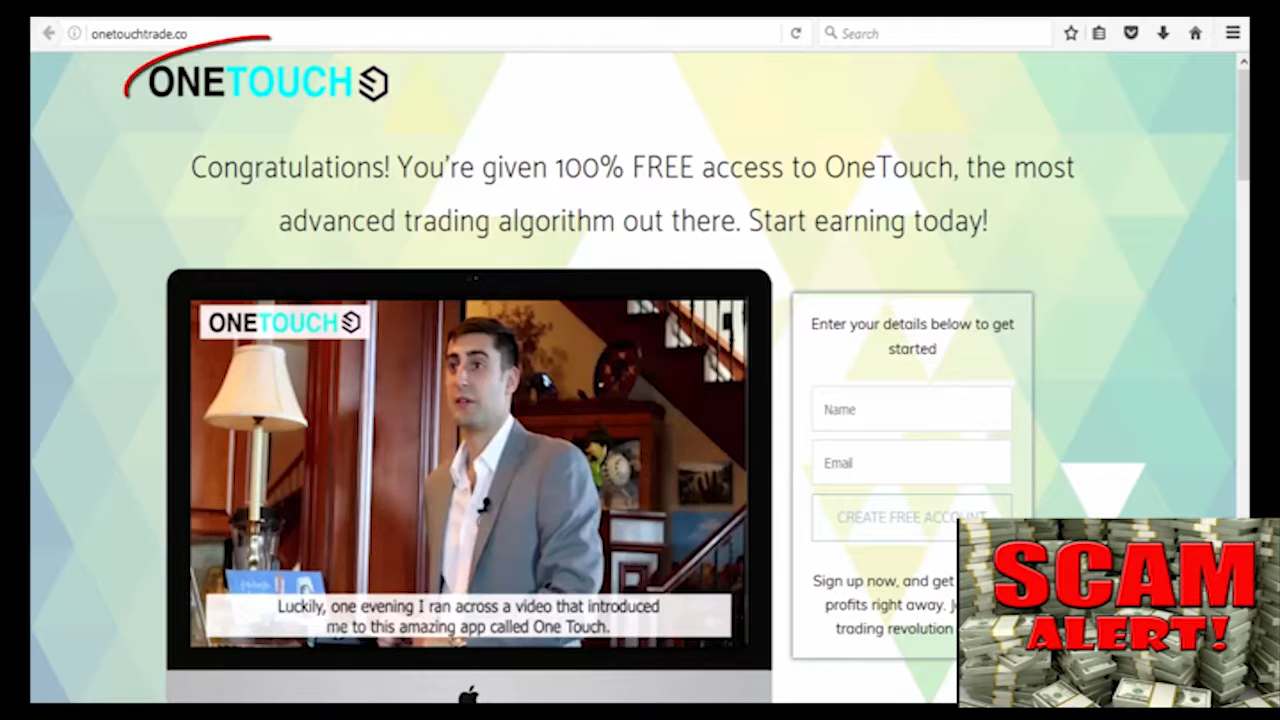 onetouchtrade.co
Search
ONETOUCH
Congratulations! You're given 100% FREE access to OneTouch, the most
advanced trading algorithm out there. Start earning today!
ONETOUCH
Luckily, one evening I ran across a video that introduced
me to this amazing app called One Touch.
Enter your details below to get
started
Name
Email
CREATE FREE ACCOUNT
Sign up now, and get
profits right away.
trading revolution
SCAM
ALERT!